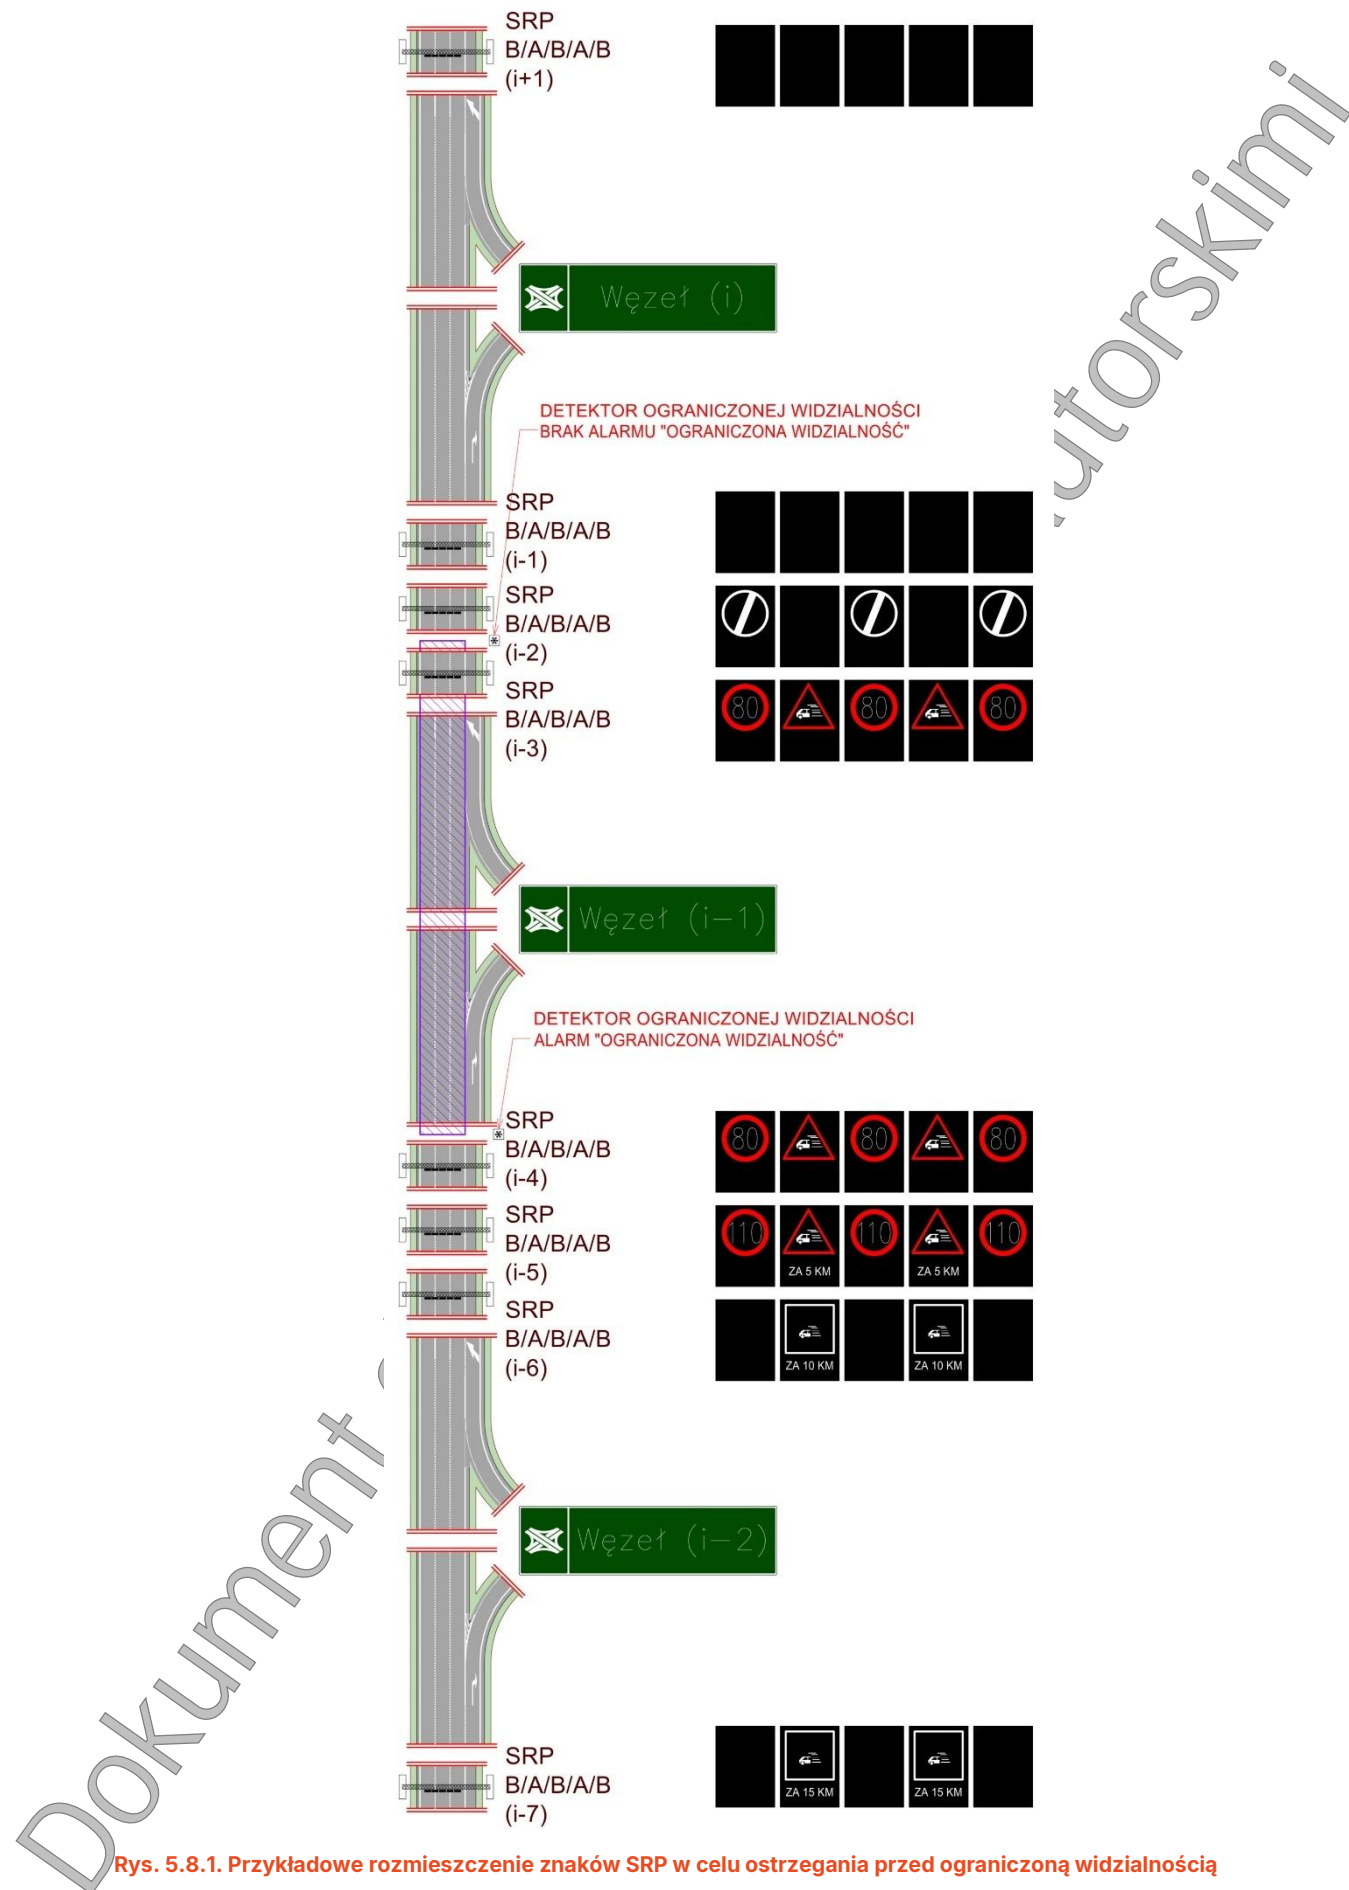 SRP
B/A/B/A/B
(i+1)
Węzeł (i)
DETEKTOR OGRANICZONEJ WIDZIALNOŚCI
BRAK ALARMU "OGRANICZONA WIDZIALNOŚĆ"
SRP
B/A/B/A/B
(i-1)
SRP
B/A/B/A/B
(i-2)
SRP
B/A/B/A/B
(i-3)
80 80 80
Węzeł (i-1)
DETEKTOR OGRANICZONEJ WIDZIALNOŚCI
ALARM "OGRANICZONA WIDZIALNOŚĆ"
SRP
B/A/B/A/B
(i-4)
80 80 80
SRP
B/A/B/A/B
(i-5)
110 110 110
ZA 5 KM ZA 5 KM
SRP
B/A/B/A/B
(i-6)
ZA 10 KM ZA 10 KM
Węzeł (i-2)
SRP
B/A/B/A/B
(i-7)
ZA 15 KM ZA 15 KM
Rys. 5.8.1. Przykładowe rozmieszczenie znaków SRP w celu ostrzegania przed ograniczoną widzialnością
Dokument utorskimi